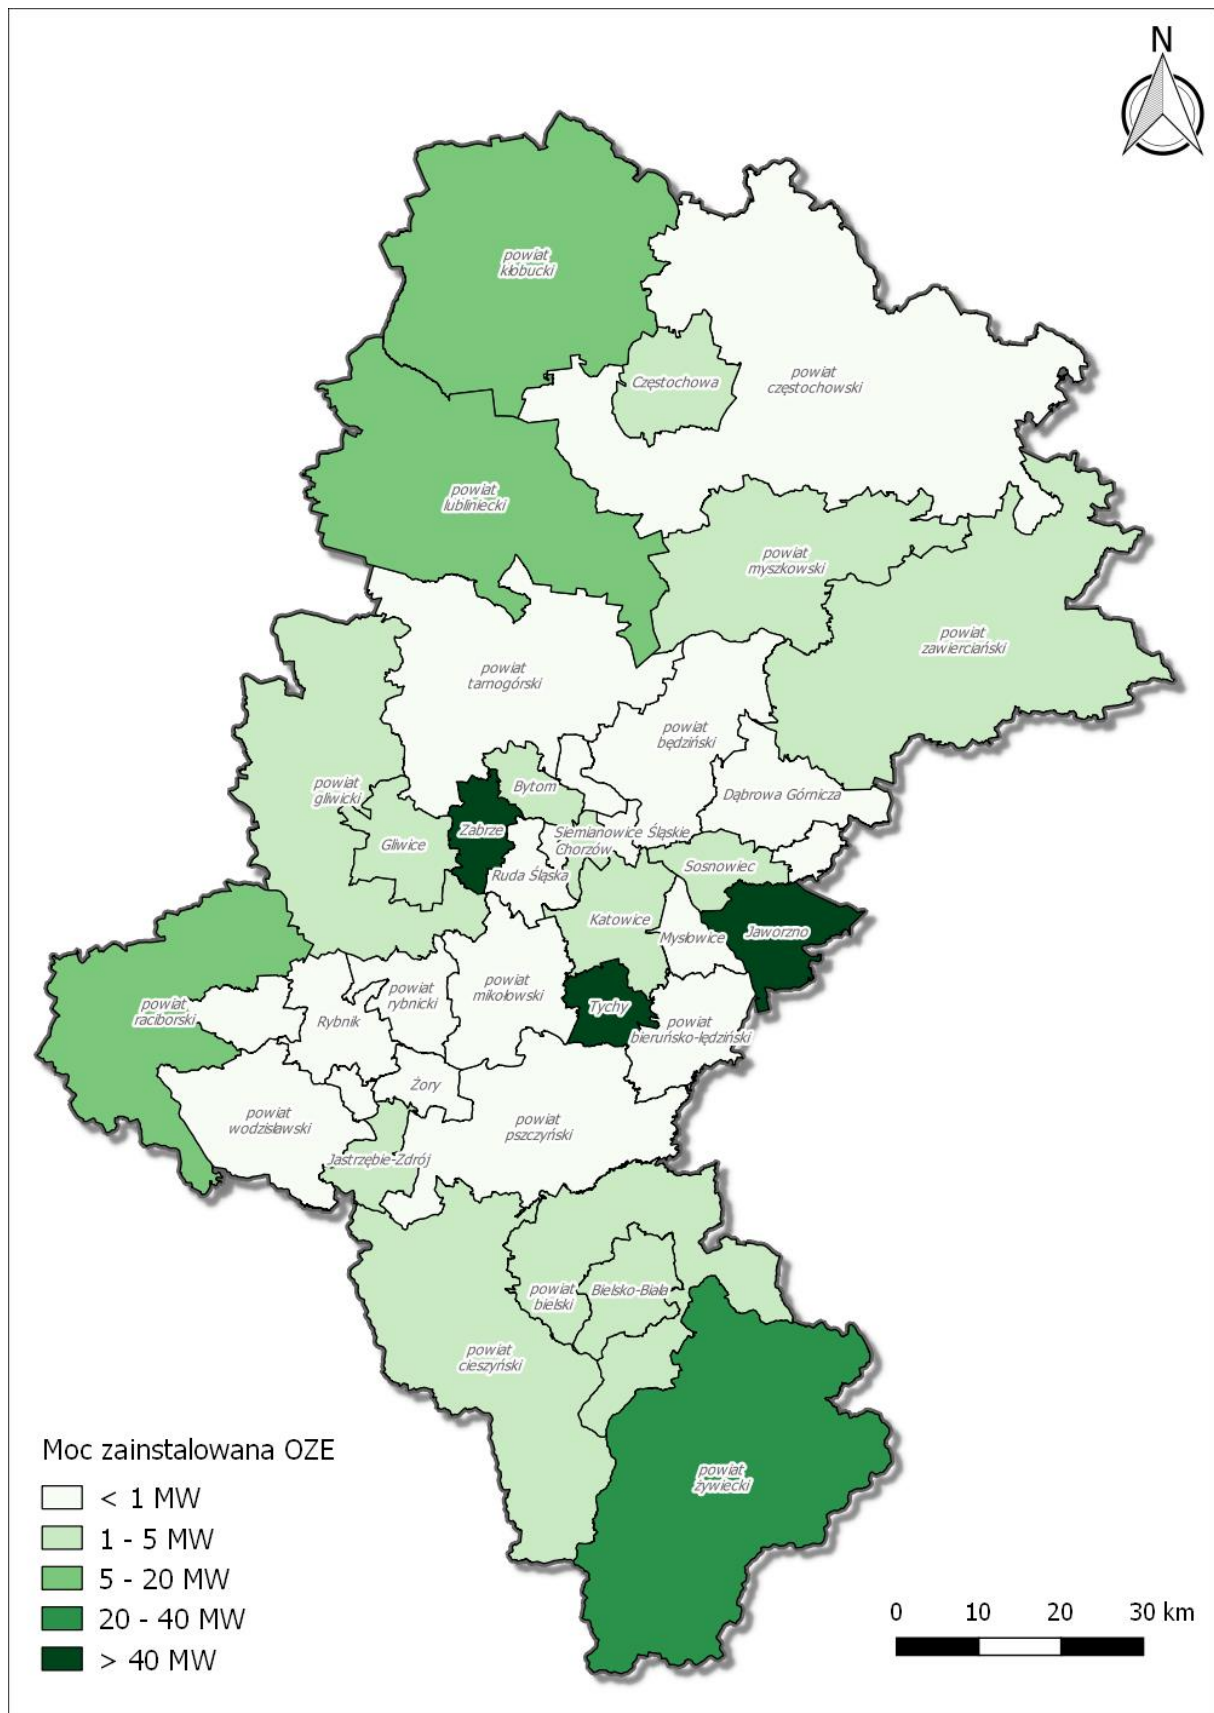 N
powiat
kłobucki
Częstochowa
powiat
częstochowski
powiat
lubliniecki
powiat
myszkowski
powiat
zawierciański
powiat
tarnogórski
powiat
będziński
powiat
gliwicki
Bytom
Dąbrowa Górnicza
Zabrze
Siemianowice Śląskie
Gliwice
Chorzów
Sosnowiec
Ruda Śląska
Katowice
Mysłowice
Jaworzno
powiat
mikołowski
powiat
rybnicki
powiat
raciborski
Rybnik
Tychy
powiat
bieruńsko-lędziński
Żory
powiat
wodzisławski
powiat
pszczyński
Jastrzębie-Zdrój
powiat
bielski
Bielsko-Biała
powiat
cieszyński
powiat
żywiecki
Moc zainstalowana OZE
< 1 MW
1 - 5 MW
5 - 20 MW
20 - 40 MW
> 40 MW
0 10 20 30 km